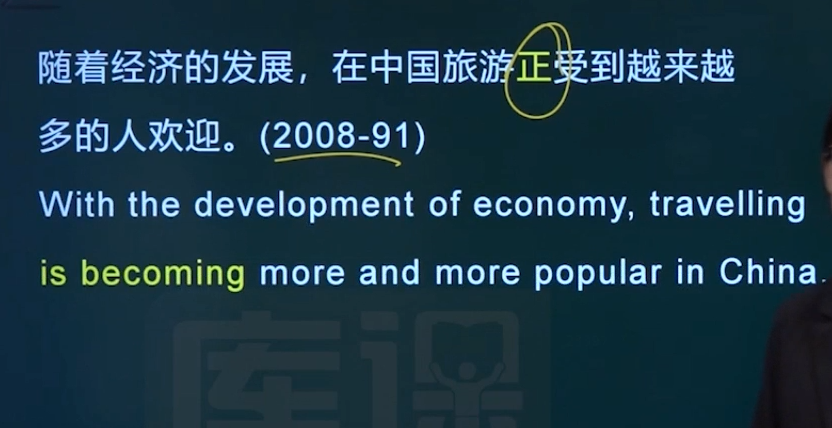 随着经济的发展，在中国旅游正受到越来越
多的人欢迎。(2008-91)
With the development of economy, travelling
is becoming more and more popular in China.
库课